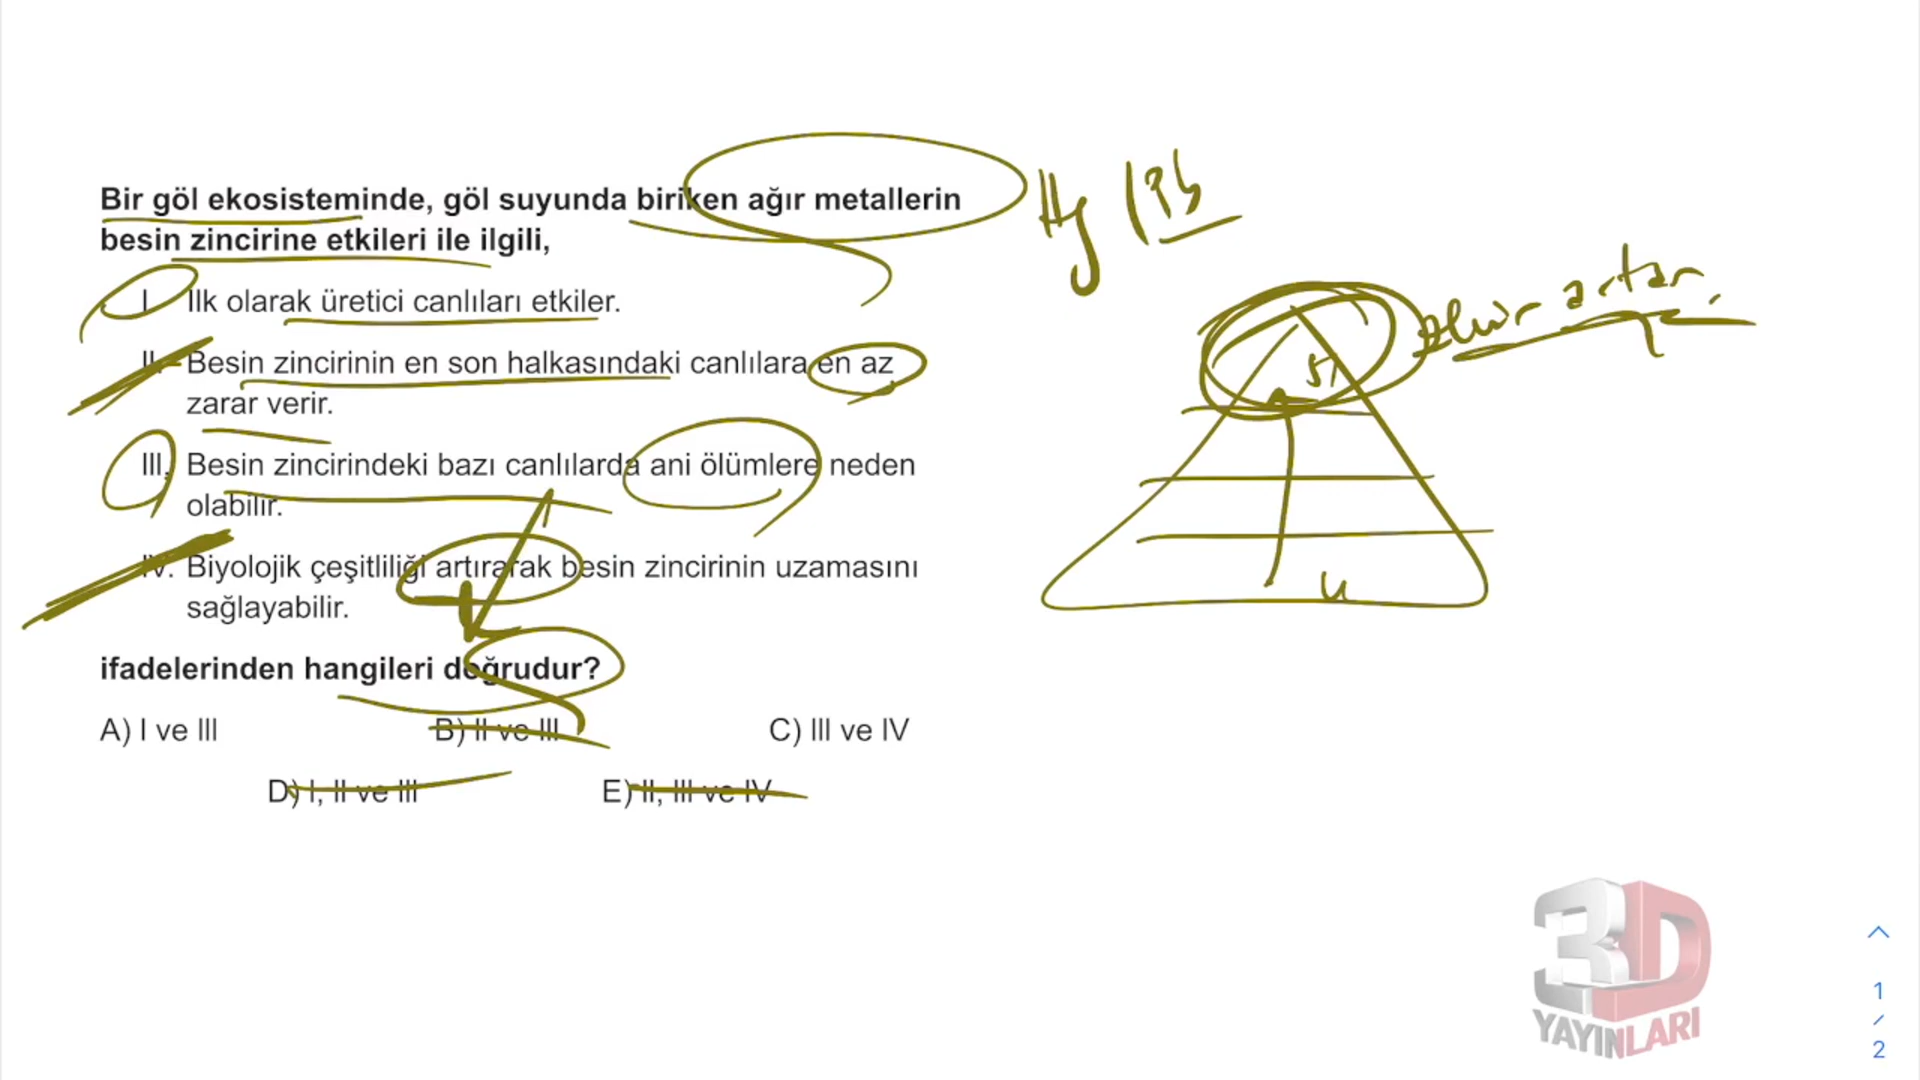 Bir göl ekosisteminde, göl suyunda biriken ağır metallerin
besin zincirine etkileri ile ilgili,
I. İlk olarak üretici canlıları etkiler.
II. Besin zincirinin en son halkasındaki canlılara en az
zarar verir.
III. Besin zincirindeki bazı canlılarda ani ölümlere neden
olabilir.
IV. Biyolojik çeşitliliği artırarak besin zincirinin uzamasını
sağlayabilir.
ifadelerinden hangileri doğrudur?
A) I ve III B) II ve III C) III ve IV
D) I, II ve III E) II, III ve IV
Hg Pb
artar
3D
YAYINLARI
1
/
2